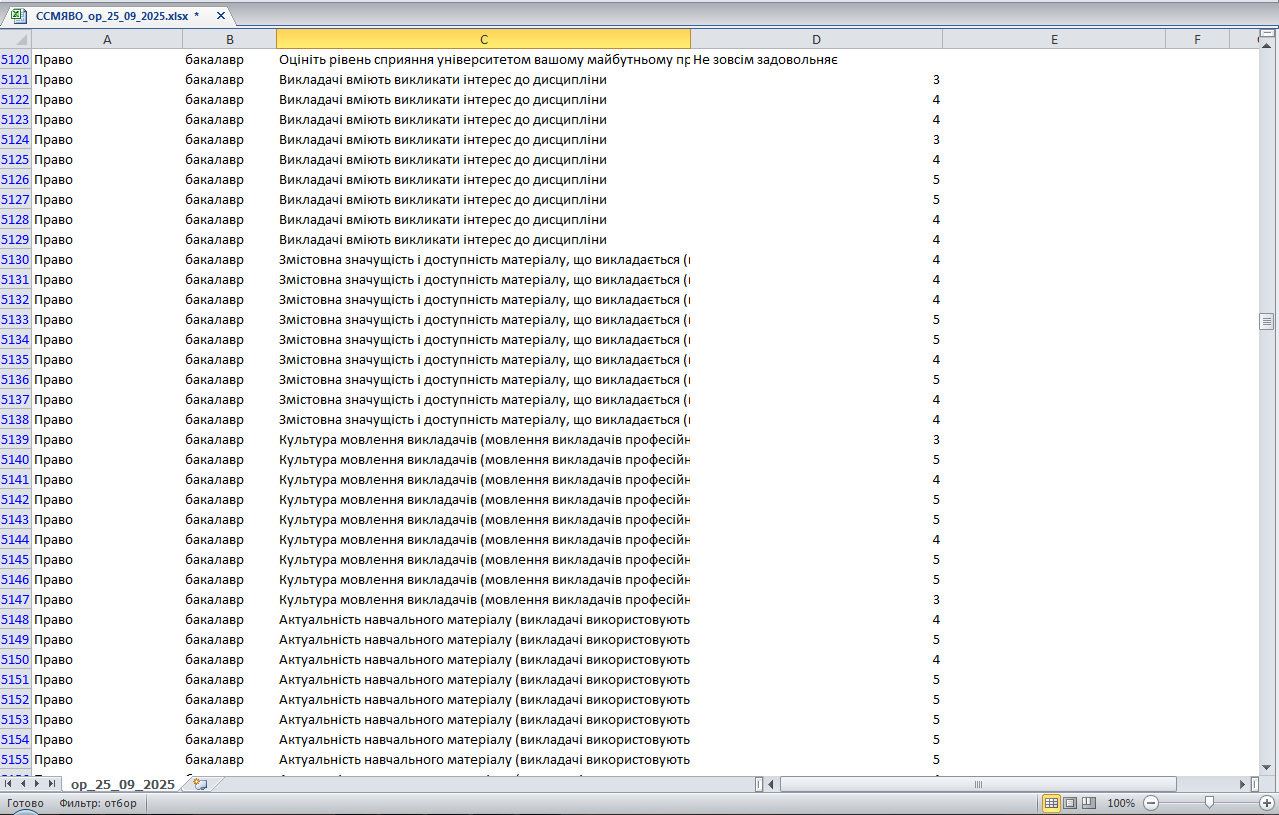 ССМЯВО_op_25_09_2025.xlsx *
A B C D E F
5120 Право бакалавр Оцініть рівень сприяння університетом вашому майбутньому пр Не зовсім задовольняє
5121 Право бакалавр Викладачі вміють викликати інтерес до дисципліни 3
5122 Право бакалавр Викладачі вміють викликати інтерес до дисципліни 4
5123 Право бакалавр Викладачі вміють викликати інтерес до дисципліни 4
5124 Право бакалавр Викладачі вміють викликати інтерес до дисципліни 3
5125 Право бакалавр Викладачі вміють викликати інтерес до дисципліни 4
5126 Право бакалавр Викладачі вміють викликати інтерес до дисципліни 5
5127 Право бакалавр Викладачі вміють викликати інтерес до дисципліни 5
5128 Право бакалавр Викладачі вміють викликати інтерес до дисципліни 4
5129 Право бакалавр Викладачі вміють викликати інтерес до дисципліни 4
5130 Право бакалавр Змістовна значущість і доступність матеріалу, що викладається ( 4
5131 Право бакалавр Змістовна значущість і доступність матеріалу, що викладається ( 4
5132 Право бакалавр Змістовна значущість і доступність матеріалу, що викладається ( 4
5133 Право бакалавр Змістовна значущість і доступність матеріалу, що викладається ( 5
5134 Право бакалавр Змістовна значущість і доступність матеріалу, що викладається ( 5
5135 Право бакалавр Змістовна значущість і доступність матеріалу, що викладається ( 4
5136 Право бакалавр Змістовна значущість і доступність матеріалу, що викладається ( 5
5137 Право бакалавр Змістовна значущість і доступність матеріалу, що викладається ( 4
5138 Право бакалавр Змістовна значущість і доступність матеріалу, що викладається ( 4
5139 Право бакалавр Культура мовлення викладачів (мовлення викладачів професійн 3
5140 Право бакалавр Культура мовлення викладачів (мовлення викладачів професійн 5
5141 Право бакалавр Культура мовлення викладачів (мовлення викладачів професійн 4
5142 Право бакалавр Культура мовлення викладачів (мовлення викладачів професійн 5
5143 Право бакалавр Культура мовлення викладачів (мовлення викладачів професійн 5
5144 Право бакалавр Культура мовлення викладачів (мовлення викладачів професійн 4
5145 Право бакалавр Культура мовлення викладачів (мовлення викладачів професійн 5
5146 Право бакалавр Культура мовлення викладачів (мовлення викладачів професійн 5
5147 Право бакалавр Культура мовлення викладачів (мовлення викладачів професійн 3
5148 Право бакалавр Актуальність навчального матеріалу (викладачі використовують 4
5149 Право бакалавр Актуальність навчального матеріалу (викладачі використовують 5
5150 Право бакалавр Актуальність навчального матеріалу (викладачі використовують 4
5151 Право бакалавр Актуальність навчального матеріалу (викладачі використовують 5
5152 Право бакалавр Актуальність навчального матеріалу (викладачі використовують 5
5153 Право бакалавр Актуальність навчального матеріалу (викладачі використовують 5
5154 Право бакалавр Актуальність навчального матеріалу (викладачі використовують 5
5155 Право бакалавр Актуальність навчального матеріалу (викладачі використовують 5
op_25_09_2025
Готово Фильтр: отбор 100%